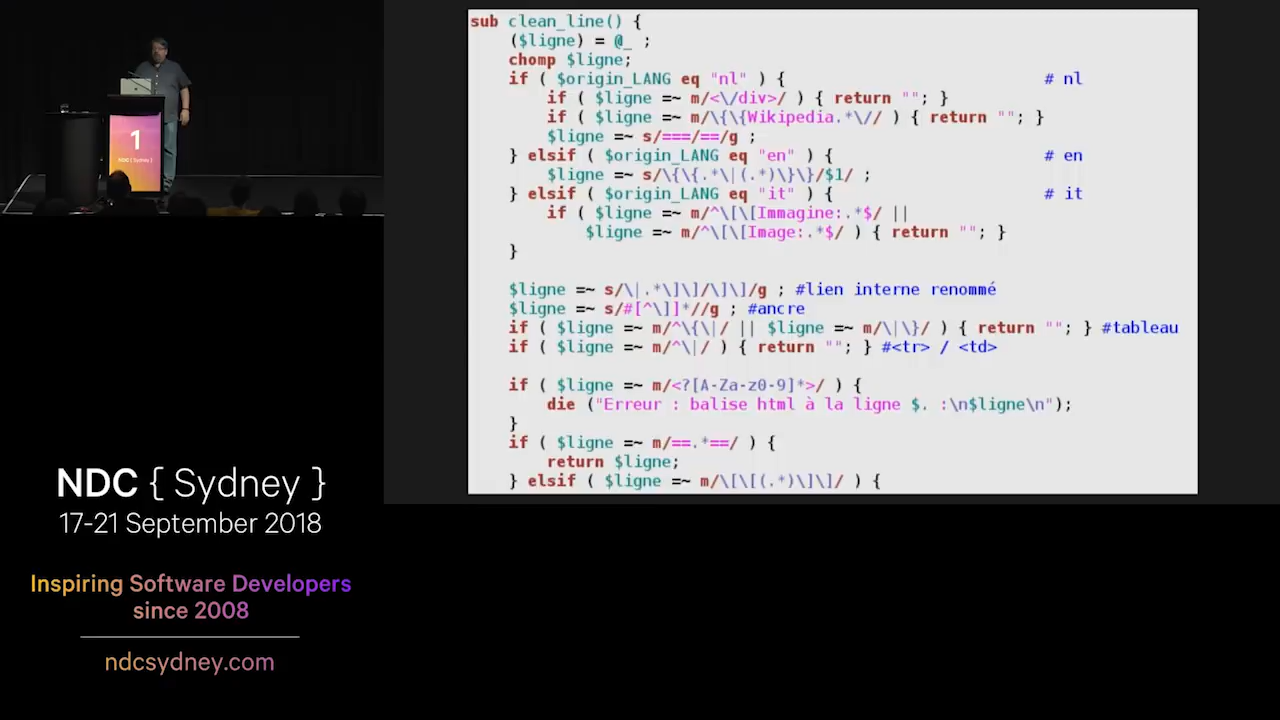 1
NDC { Sydney }
sub clean_line() {
($ligne) = @_ ;
chomp $ligne;
if ( $origin_LANG eq "nl" ) { # nl
if ( $ligne =~ m/<\/div>/ ) { return ""; }
if ( $ligne =~ m/\{\{Wikipedia.*\// ) { return ""; }
$ligne =~ s/===/==/g ;
} elsif ( $origin_LANG eq "en" ) { # en
$ligne =~ s/\{\{.*\|(.*)\}\}/$1/ ;
} elsif ( $origin_LANG eq "it" ) { # it
if ( $ligne =~ m/^\[\[Immagine:.*$/ ||
$ligne =~ m/^\[\[Image:.*$/ ) { return ""; }
}
$ligne =~ s/\|.*\]\]/\]\]/g ; #lien interne renommé
$ligne =~ s/#[^\]]*//g ; #ancre
if ( $ligne =~ m/^\{\|/ || $ligne =~ m/\|\}/ ) { return ""; } #tableau
if ( $ligne =~ m/^\|/ ) { return ""; } #<tr> / <td>
if ( $ligne =~ m/<?[A-Za-z0-9]*>/ ) {
die ("Erreur : balise html à la ligne $. :\n$ligne\n");
}
if ( $ligne =~ m/==.*==/ ) {
return $ligne;
} elsif ( $ligne =~ m/\[\[(.*)\]\]/ ) {
NDC { Sydney }
17-21 September 2018
Inspiring Software Developers
since 2008
ndcsydney.com